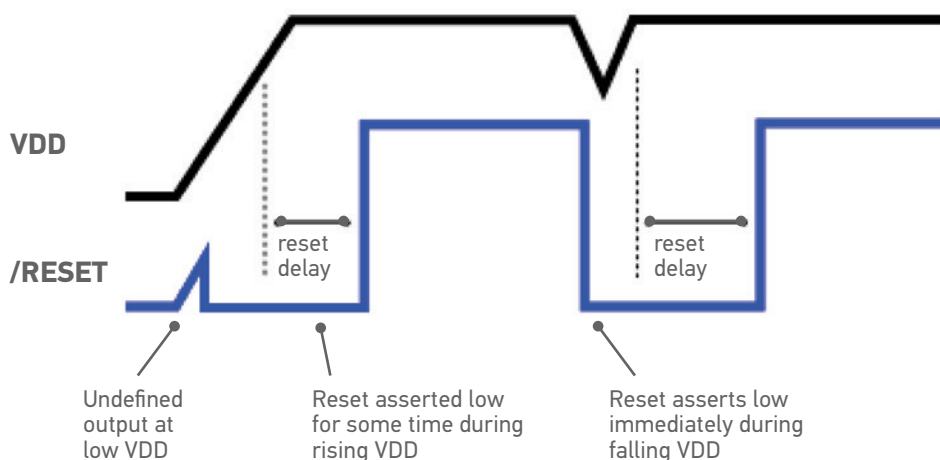 VDD
/RESET
reset
delay
reset
delay
Undefined
output at
low VDD
Reset asserted low
for some time during
rising VDD
Reset asserts low
immediately during
falling VDD